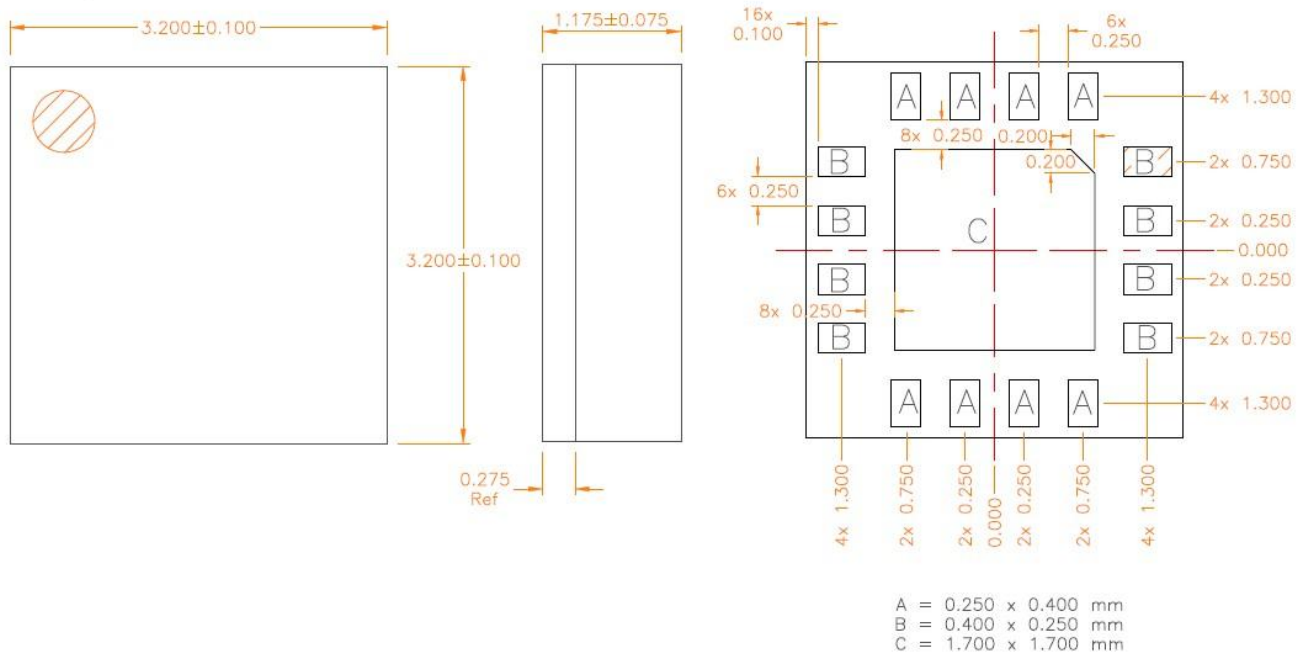 3.200±0.100
3.200±0.100
1.175±0.075
0.275
Ref
16x
0.100
6x
0.250
A A A A
4x 1.300
8x 0.250
0.200
0.200
B
B
2x 0.750
6x 0.250
B
B
2x 0.250
C
0.000
B
B
2x 0.250
8x 0.250
B
B
2x 0.750
A A A A
4x 1.300
4x 1.300
2x 0.750
2x 0.250
0.000
2x 0.250
2x 0.750
4x 1.300
A = 0.250 x 0.400 mm
B = 0.400 x 0.250 mm
C = 1.700 x 1.700 mm